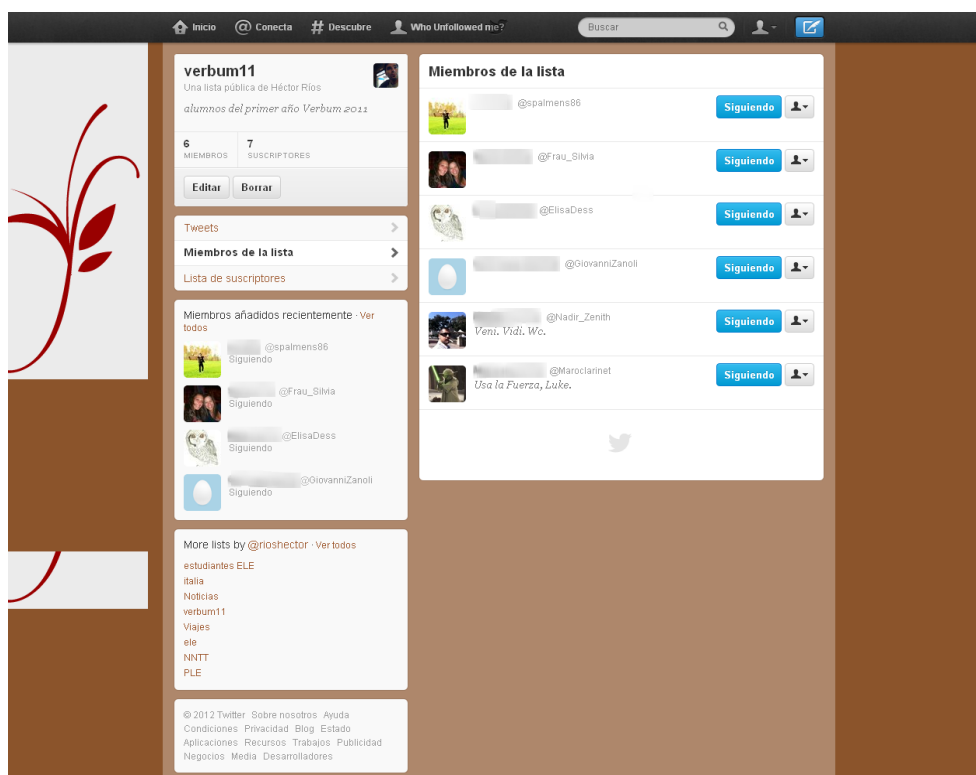 Inicio Conecta Descubre Who Unfollowed me? Buscar
verbum11
Una lista pública de Héctor Ríos
alumnos del primer año Verbum 2011
6 7
MIEMBROS SUSCRIPTORES
Editar Borrar
Tweets
Miembros de la lista
Lista de suscriptores
Miembros añadidos recientemente · Ver
todos
@spalmens86
Siguiendo
@Frau_Silvia
Siguiendo
@ElisaDess
Siguiendo
@GiovanniZanoli
Siguiendo
More lists by @rioshector · Ver todos
estudiantes ELE
italia
Noticias
verbum11
Viajes
ele
NNTT
PLE
© 2012 Twitter Sobre nosotros Ayuda
Condiciones Privacidad Blog Estado
Aplicaciones Recursos Trabajos Publicidad
Negocios Media Desarrolladores
Miembros de la lista
@spalmens86
Siguiendo
@Frau_Silvia
Siguiendo
@ElisaDess
Siguiendo
@GiovanniZanoli
Siguiendo
@Nadir_Zenith
Veni. Vidi. Wc.
Siguiendo
@Maroclarinet
Usa la Fuerza, Luke.
Siguiendo